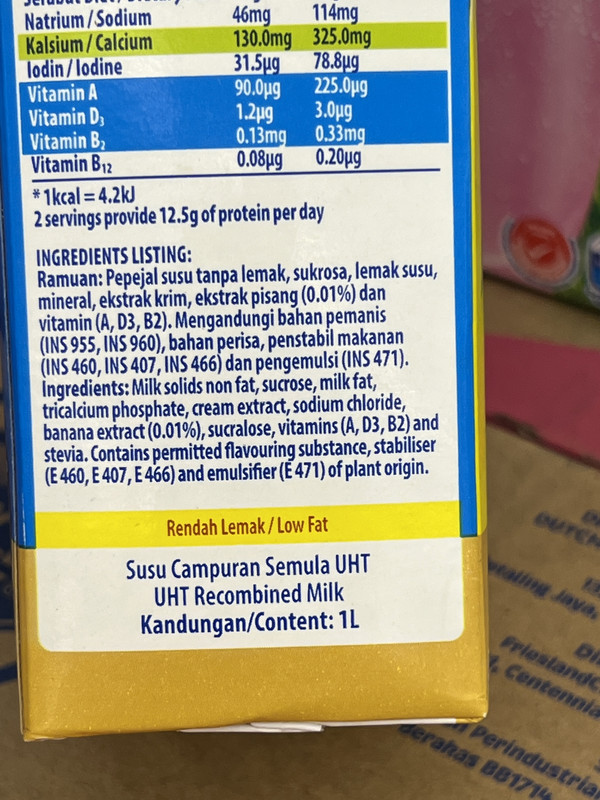 Natrium/Sodium 46mg 114mg
Kalsium/Calcium 130.0mg 325.0mg
Iodin/Iodine 31.5µg 78.8µg
Vitamin A 90.0µg 225.0µg
Vitamin D3 1.2µg 3.0µg
Vitamin B2 0.13mg 0.33mg
Vitamin B12 0.08µg 0.20µg
* 1kcal = 4.2kJ
2 servings provide 12.5g of protein per day
INGREDIENTS LISTING:
Ramuan: Pepejal susu tanpa lemak, sukrosa, lemak susu,
mineral, ekstrak krim, ekstrak pisang (0.01%) dan
vitamin (A, D3, B2). Mengandungi bahan pemanis
(INS 955, INS 960), bahan perisa, penstabil makanan
(INS 460, INS 407, INS 466) dan pengemulsi (INS 471).
Ingredients: Milk solids non fat, sucrose, milk fat,
tricalcium phosphate, cream extract, sodium chloride,
banana extract (0.01%), sucralose, vitamins (A, D3, B2) and
stevia. Contains permitted flavouring substance, stabiliser
(E 460, E 407, E 466) and emulsifier (E 471) of plant origin.
Rendah Lemak / Low Fat
Susu Campuran Semula UHT
UHT Recombined Milk
Kandungan/Content: 1L
taling Jaya,
Friesland
Centennia
Perindustria
BB1714